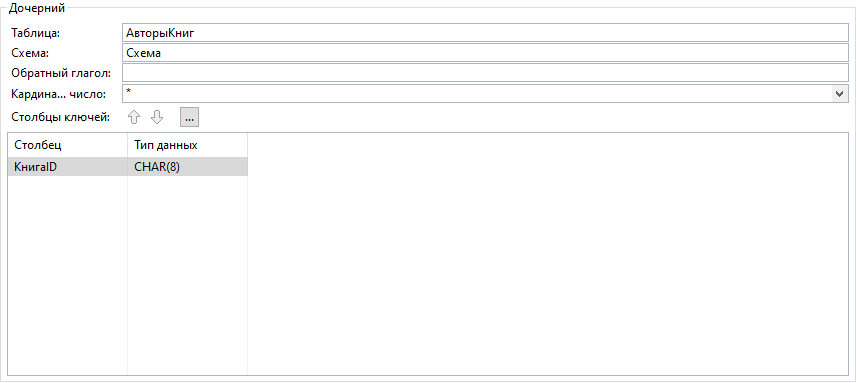 Дочерний
Таблица: АвторыКниг
Схема: Схема
Обратный глагол:
Кардина... число: *
Столбцы ключей: ...
Столбец Тип данных
КнигаID CHAR(8)